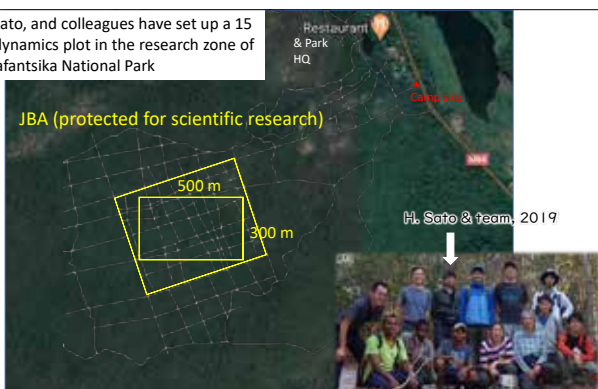 ato, and colleagues have set up a 15
dynamics plot in the research zone of
afantsika National Park
Restaurant
& Park
HQ
Camp site
JBA (protected for scientific research)
500 m
300 m
H. Sato & team, 2019